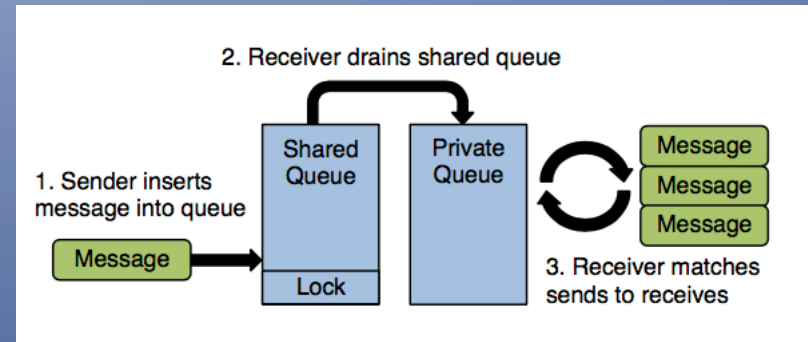 2. Receiver drains shared queue
Shared
Queue
Private
Queue
1. Sender inserts
message into queue
Message
Lock
Message
Message
Message
3. Receiver matches
sends to receives